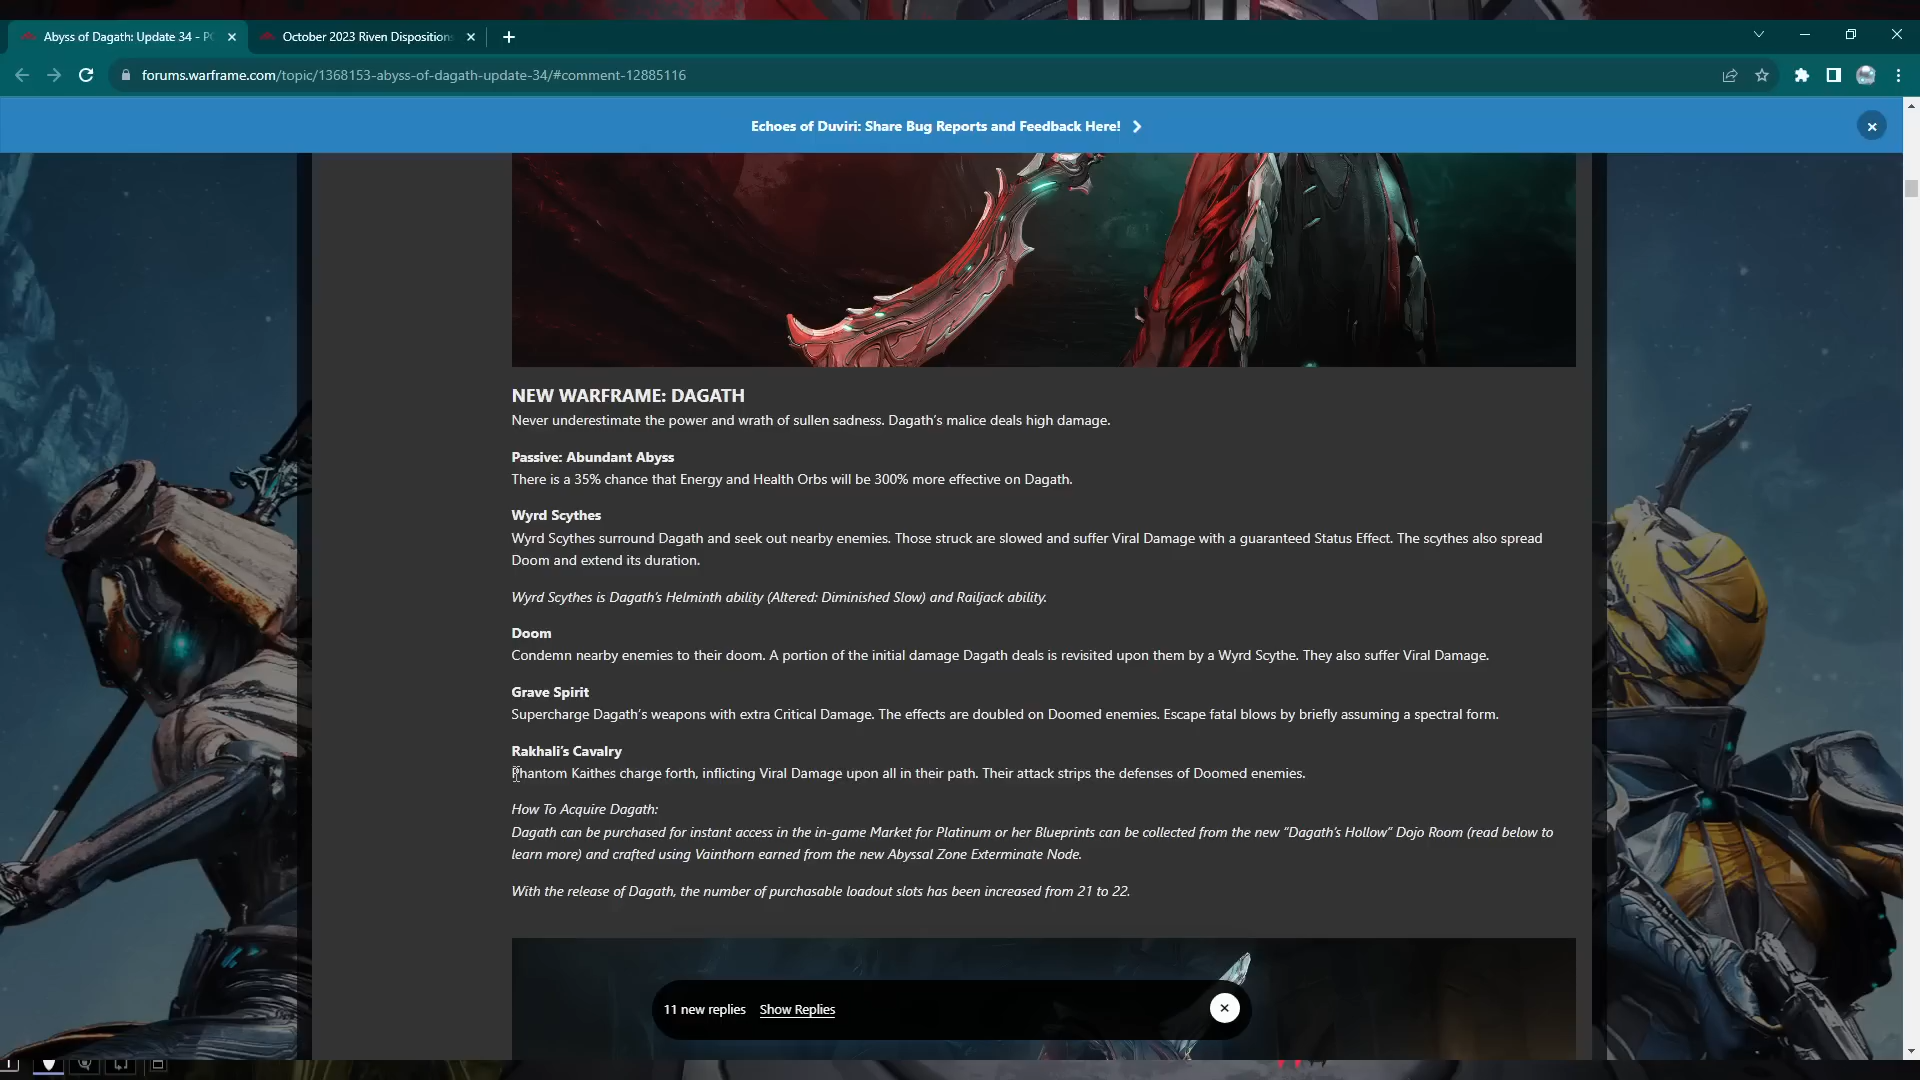 Abyss of Dagath: Update 34 - P
October 2023 Riven Dispositions
forums.warframe.com/topic/1368153-abyss-of-dagath-update-34/#comment-12885116
Echoes of Duviri: Share Bug Reports and Feedback Here!
NEW WARFRAME: DAGATH
Never underestimate the power and wrath of sullen sadness. Dagath’s malice deals high damage.
Passive: Abundant Abyss
There is a 35% chance that Energy and Health Orbs will be 300% more effective on Dagath.
Wyrd Scythes
Wyrd Scythes surround Dagath and seek out nearby enemies. Those struck are slowed and suffer Viral Damage with a guaranteed Status Effect. The scythes also spread
Doom and extend its duration.
Wyrd Scythes is Dagath’s Helminth ability (Altered: Diminished Slow) and Railjack ability.
Doom
Condemn nearby enemies to their doom. A portion of the initial damage Dagath deals is revisited upon them by a Wyrd Scythe. They also suffer Viral Damage.
Grave Spirit
Supercharge Dagath’s weapons with extra Critical Damage. The effects are doubled on Doomed enemies. Escape fatal blows by briefly assuming a spectral form.
Rakhali’s Cavalry
Phantom Kaithes charge forth, inflicting Viral Damage upon all in their path. Their attack strips the defenses of Doomed enemies.
How To Acquire Dagath:
Dagath can be purchased for instant access in the in-game Market for Platinum or her Blueprints can be collected from the new “Dagath’s Hollow” Dojo Room (read below to
learn more) and crafted using Vainthorn earned from the new Abyssal Zone Exterminate Node.
With the release of Dagath, the number of purchasable loadout slots has been increased from 21 to 22.
11 new replies Show Replies